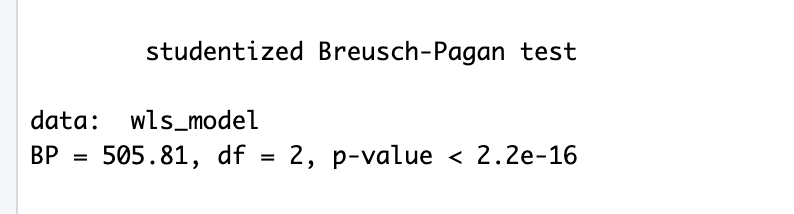 studentized Breusch-Pagan test
data:  wls_model
BP = 505.81, df = 2, p-value < 2.2e-16